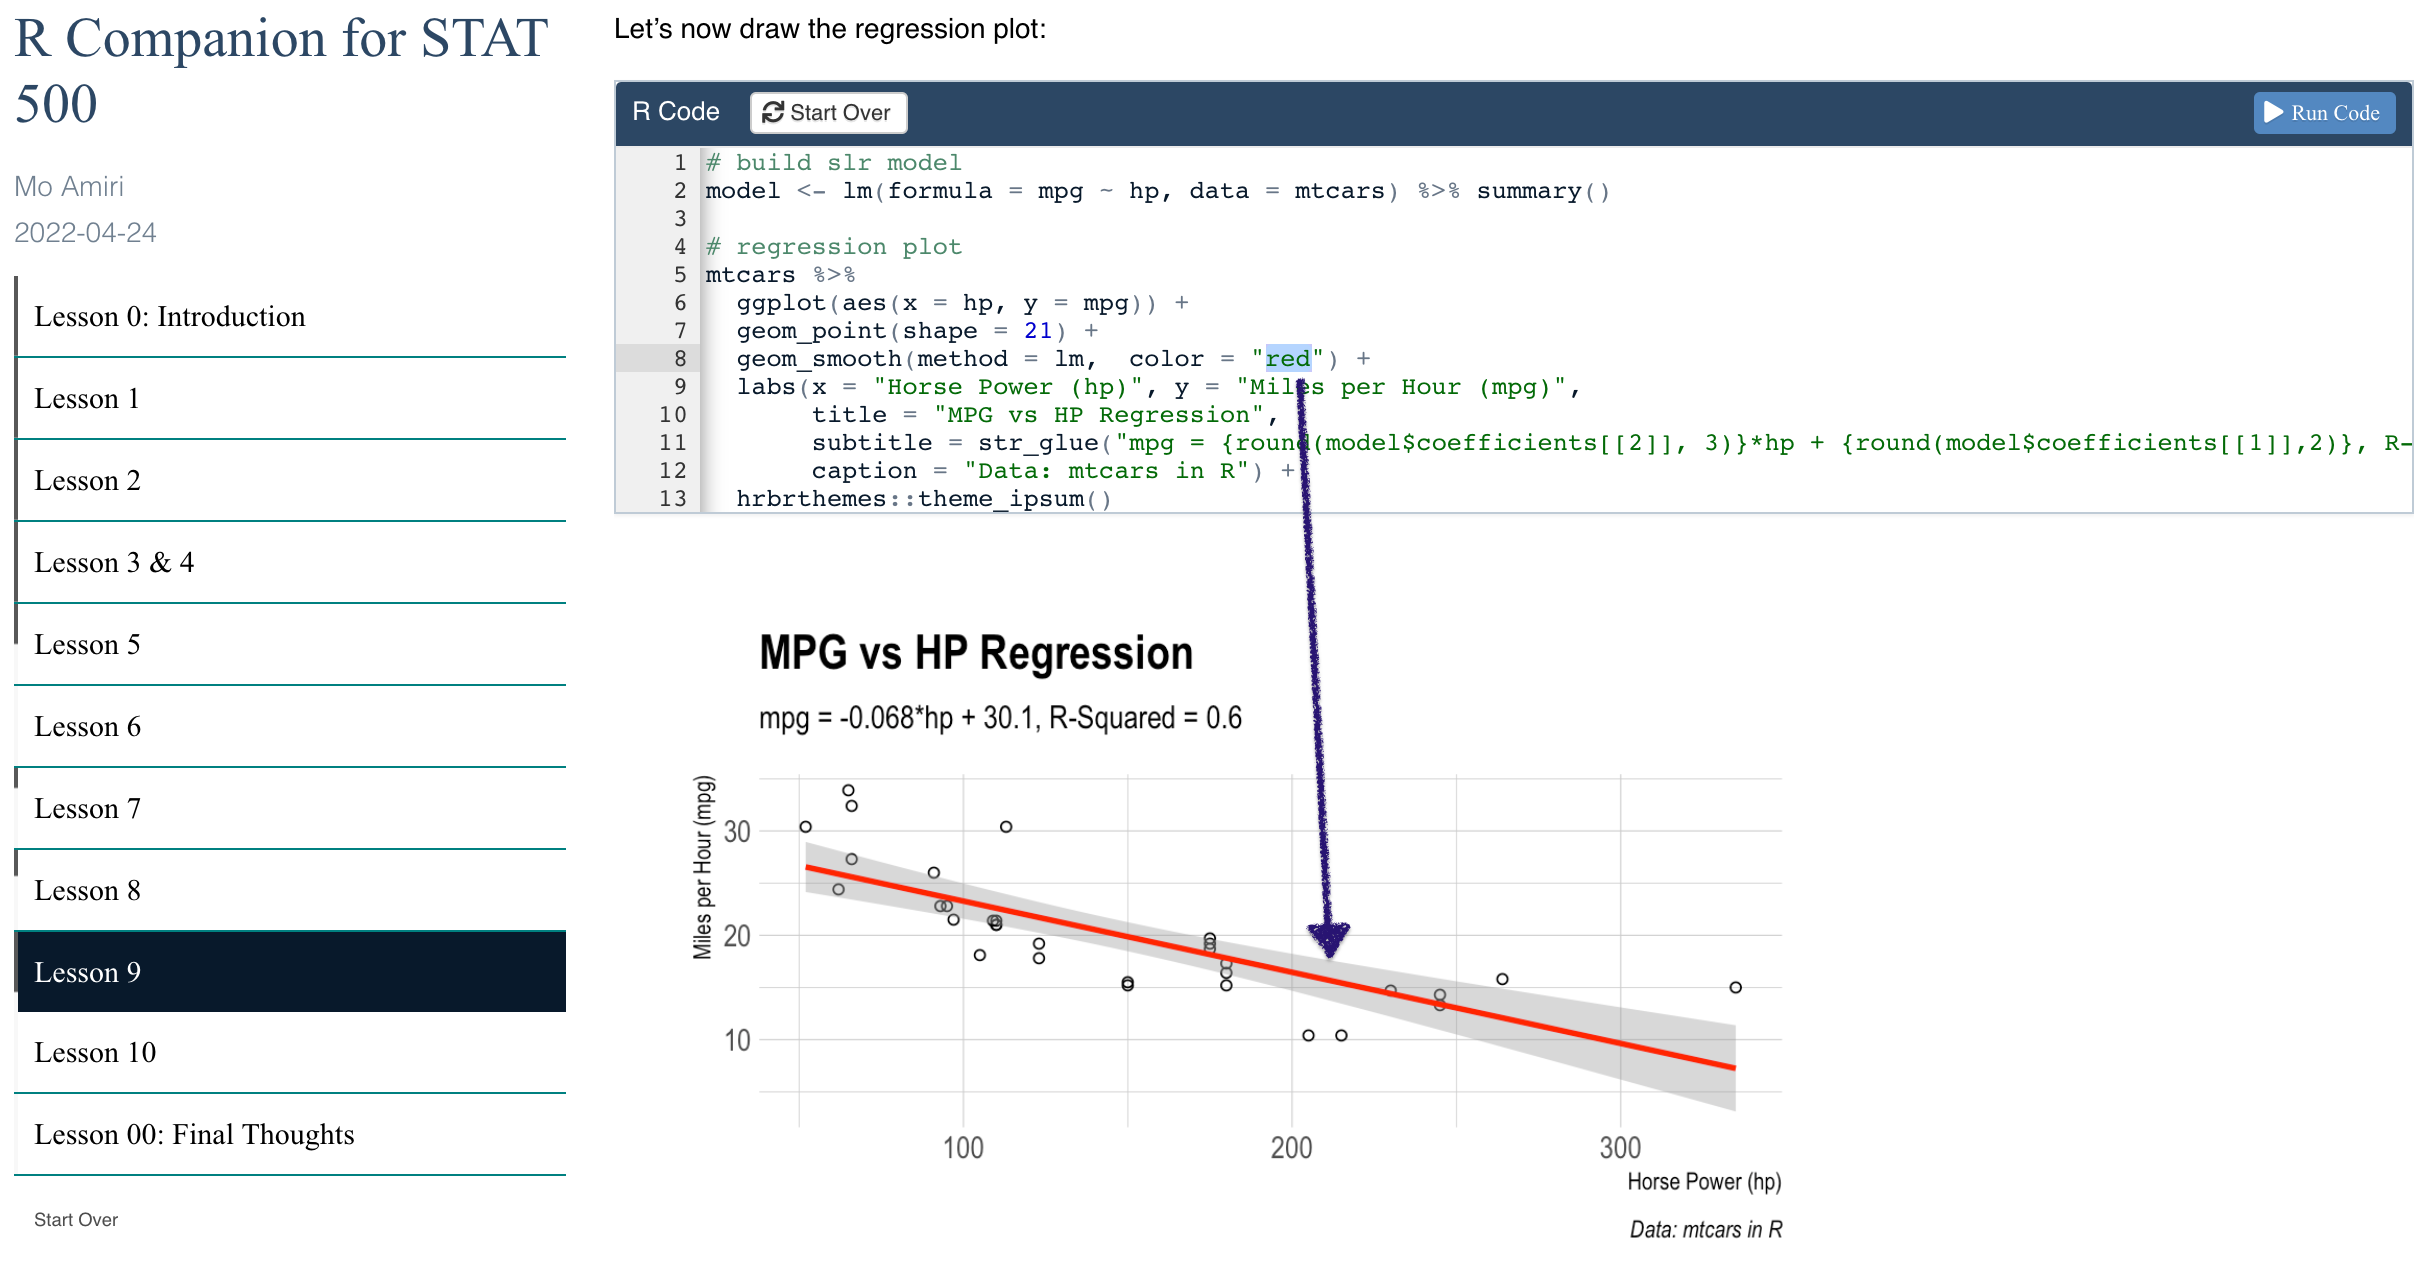 R Companion for STAT
500
Mo Amiri
2022-04-24
Lesson 0: Introduction
Lesson 1
Lesson 2
Lesson 3 & 4
Lesson 5
Lesson 6
Lesson 7
Lesson 8
Lesson 9
Lesson 10
Lesson 00: Final Thoughts
Start Over
Let’s now draw the regression plot:
R Code
Start Over
Run Code
1 # build slr model
2 model <- lm(formula = mpg ~ hp, data = mtcars) %>% summary()
3
4 # regression plot
5 mtcars %>%
6 ggplot(aes(x = hp, y = mpg)) +
7 geom_point(shape = 21) +
8 geom_smooth(method = lm,  color = "red") +
9 labs(x = "Horse Power (hp)", y = "Miles per Hour (mpg)",
10 title = "MPG vs HP Regression",
11 subtitle = str_glue("mpg = {round(model$coefficients[[2]], 3)}*hp + {round(model$coefficients[[1]],2)}, R-
12 caption = "Data: mtcars in R") +
13 hrbrthemes::theme_ipsum()
MPG vs HP Regression
mpg = -0.068*hp + 30.1, R-Squared = 0.6
Miles per Hour (mpg)
30
20
10
100
200
300
Horse Power (hp)
Data: mtcars in R